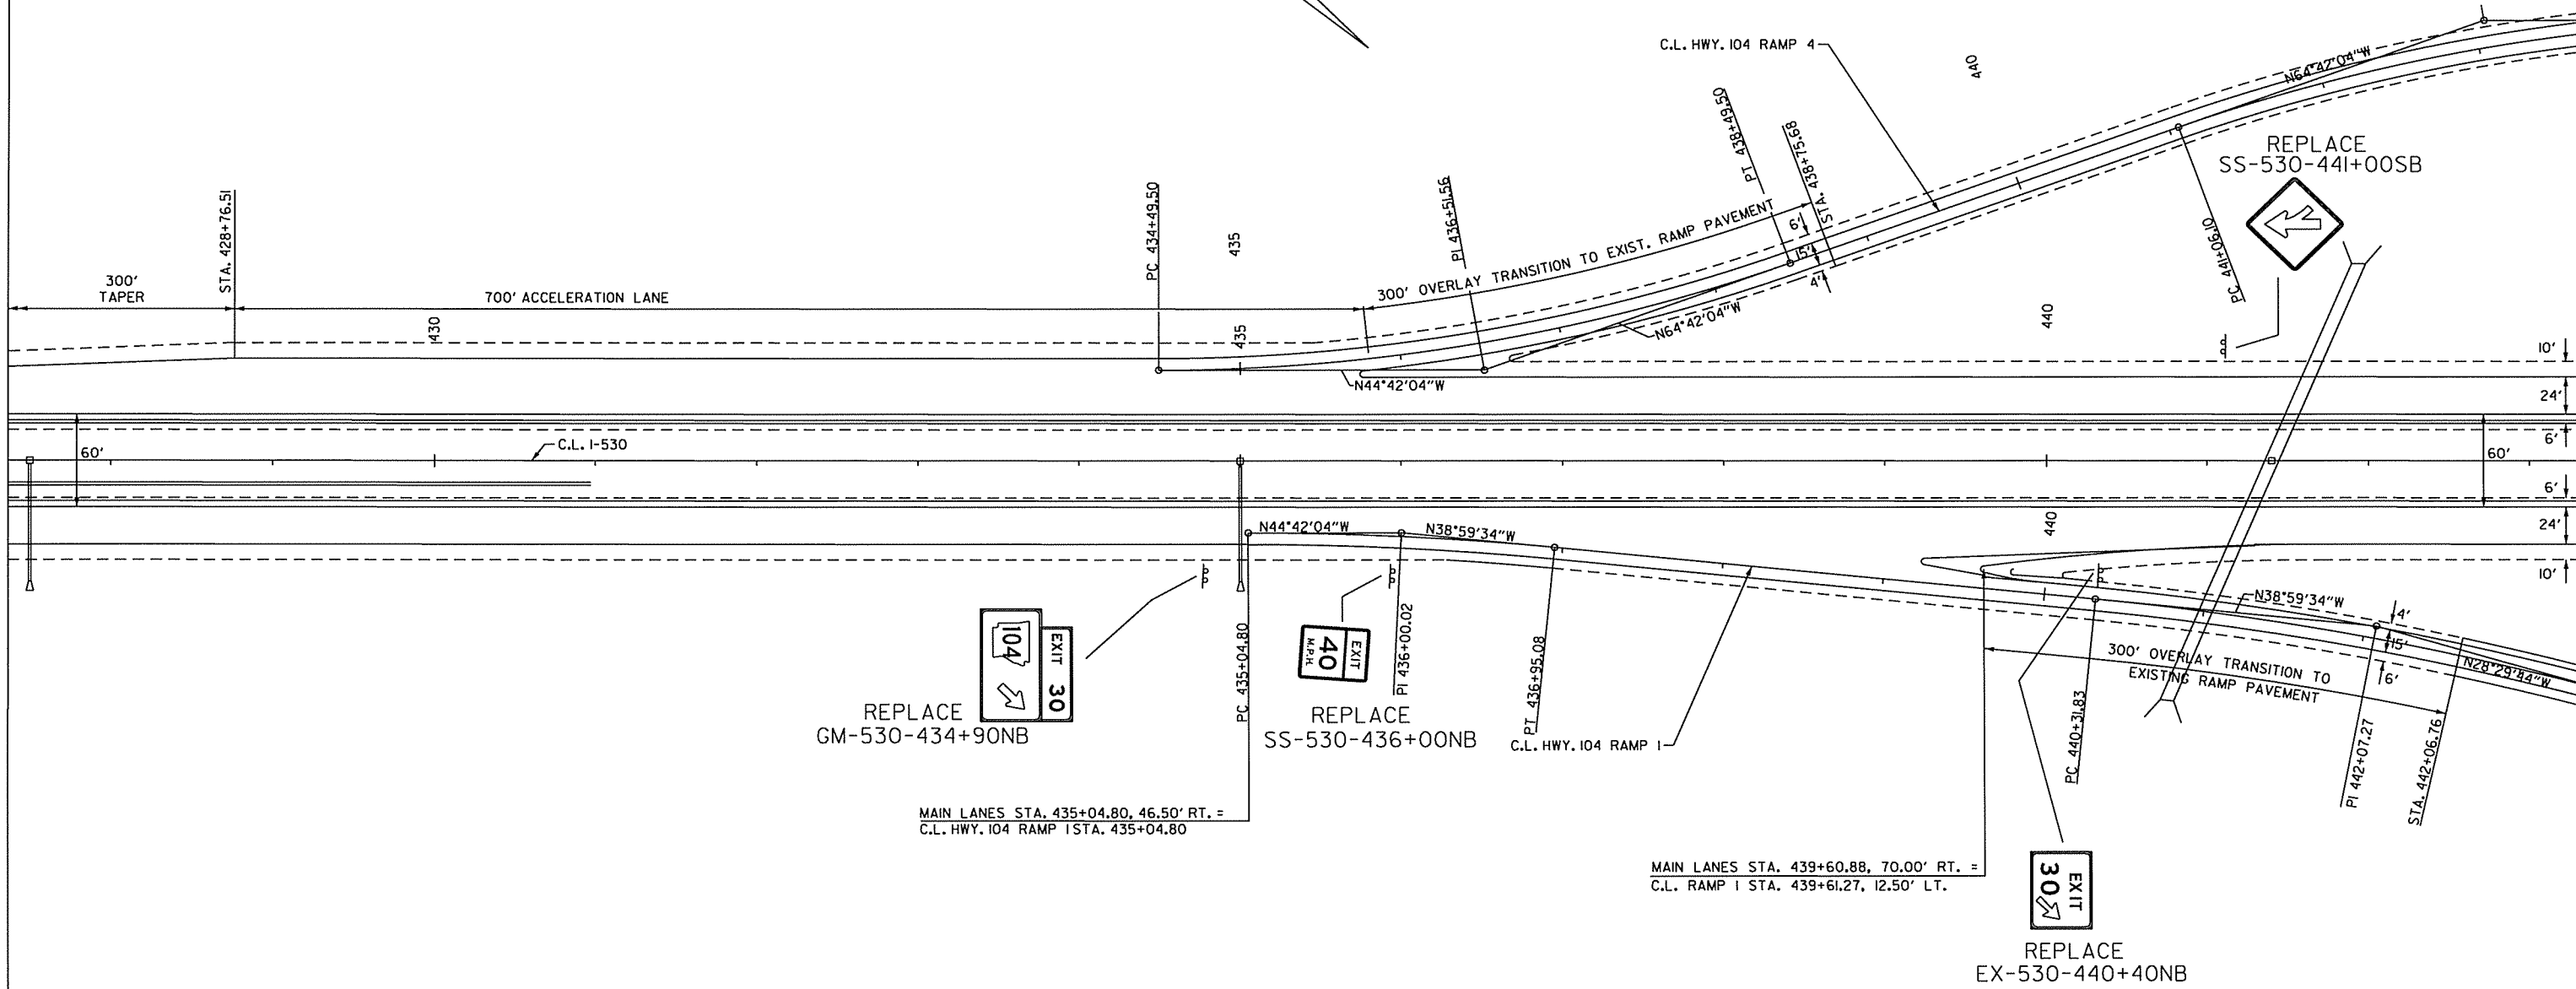 C.L. HWY. 104 RAMP 4
440
N64°42'04"W
REPLACE
SS-530-441+00SB
PT 438+49.50
STA. 438+75.68
PC 441+06.10
6'
15'
4'
STA. 428+76.51
PC 434+49.50
435
PI 436+51.56
300' OVERLAY TRANSITION TO EXIST. RAMP PAVEMENT
300'
TAPER
700' ACCELERATION LANE
430
435
N64°42'04"W
440
N44°42'04"W
10'
24'
6'
60'
C.L. I-530
60'
6'
24'
10'
N44°42'04"W
N38°59'34"W
440
N38°59'34"W
4'
15'
6'
N28°29'44"W
300' OVERLAY TRANSITION TO
EXISTING RAMP PAVEMENT
EXIT 30
104
REPLACE
GM-530-434+90NB
PC 435+04.80
EXIT
40
M.P.H.
REPLACE
SS-530-436+00NB
PI 436+00.02
PT 436+95.08
C.L. HWY. 104 RAMP 1
PC 440+31.83
PI 442+07.27
STA. 442+06.76
MAIN LANES STA. 435+04.80, 46.50' RT. =
C.L. HWY. 104 RAMP 1 STA. 435+04.80
MAIN LANES STA. 439+60.88, 70.00' RT. =
C.L. RAMP 1 STA. 439+61.27, 12.50' LT.
EXIT
30
REPLACE
EX-530-440+40NB